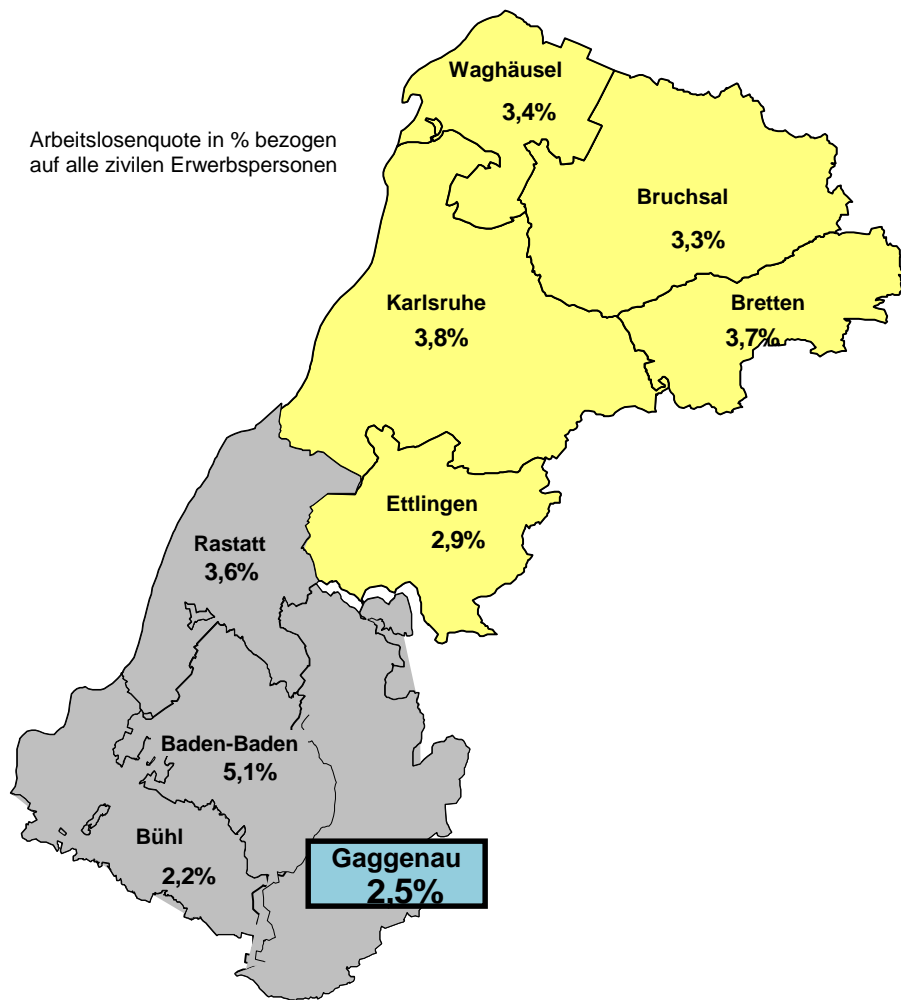 Waghäusel
3,4%
Arbeitslosenquote in % bezogen
auf alle zivilen Erwerbspersonen
Bruchsal
3,3%
Karlsruhe
3,8%
Bretten
3,7%
Ettlingen
2,9%
Rastatt
3,6%
Baden-Baden
5,1%
Bühl
2,2%
Gaggenau
2,5%